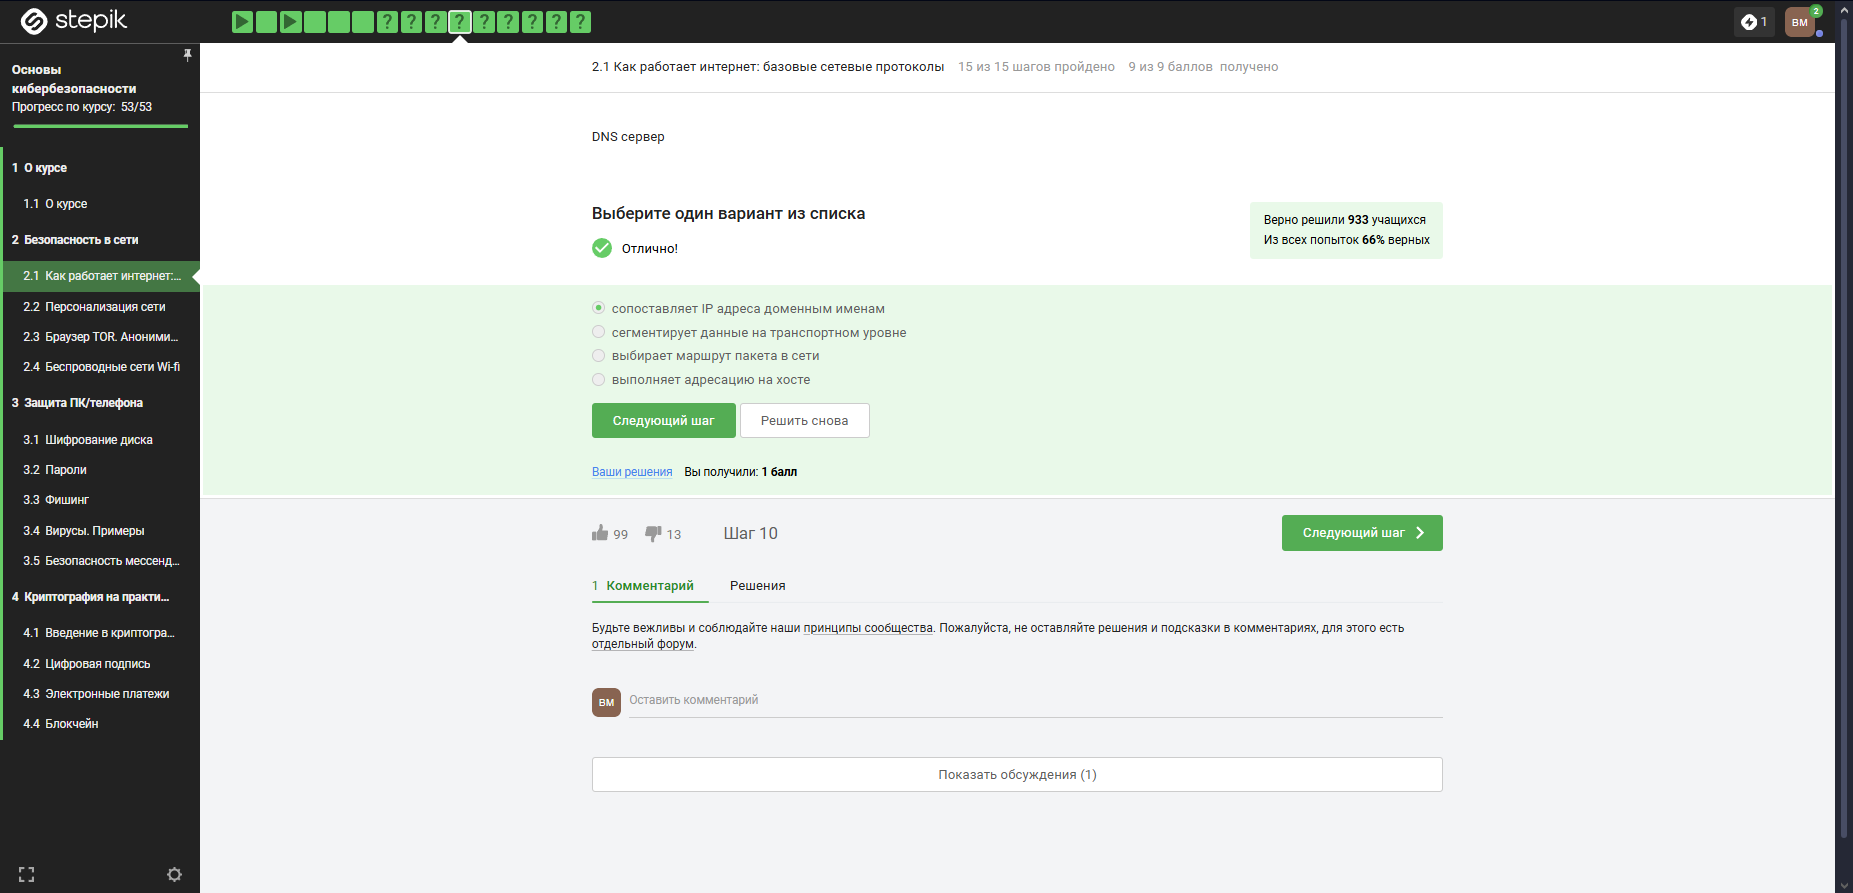 stepik
? ? ? ? ? ? ? ? ?
1
ВМ
2
Основы
кибербезопасности
Прогресс по курсу: 53/53
1 О курсе
1.1 О курсе
2 Безопасность в сети
2.1 Как работает интернет:...
2.2 Персонализация сети
2.3 Браузер TOR. Аноними...
2.4 Беспроводные сети Wi-fi
3 Защита ПК/телефона
3.1 Шифрование диска
3.2 Пароли
3.3 Фишинг
3.4 Вирусы. Примеры
3.5 Безопасность мессенд...
4 Криптография на практи...
4.1 Введение в криптогра...
4.2 Цифровая подпись
4.3 Электронные платежи
4.4 Блокчейн
2.1 Как работает интернет: базовые сетевые протоколы 15 из 15 шагов пройдено 9 из 9 баллов получено
DNS сервер
Выберите один вариант из списка
Отлично!
Верно решили 933 учащихся
Из всех попыток 66% верных
сопоставляет IP адреса доменным именам
сегментирует данные на транспортном уровне
выбирает маршрут пакета в сети
выполняет адресацию на хосте
Следующий шаг
Решить снова
Ваши решения Вы получили: 1 балл
99 13 Шаг 10
Следующий шаг
1 Комментарий
Решения
Будьте вежливы и соблюдайте наши принципы сообщества. Пожалуйста, не оставляйте решения и подсказки в комментариях, для этого есть
отдельный форум.
ВМ
Оставить комментарий
Показать обсуждения (1)